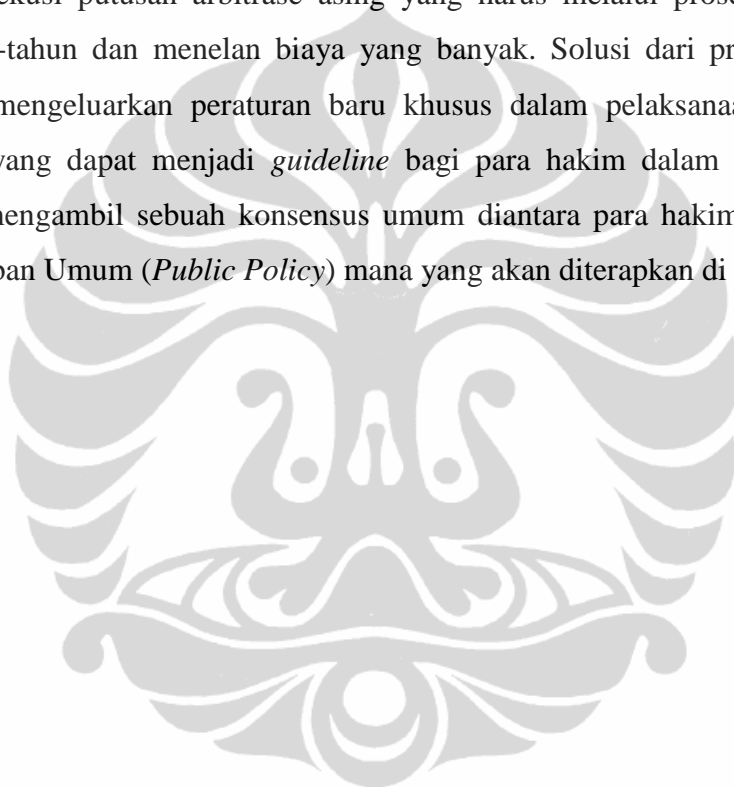 ekusi putusan arbitrase asing yang harus melalui prose
-tahun dan menelan biaya yang banyak. Solusi dari pr
mengeluarkan peraturan baru khusus dalam pelaksanaa
yang dapat menjadi guideline bagi para hakim dalam
mengambil sebuah konsensus umum diantara para hakim
ban Umum (Public Policy) mana yang akan diterapkan di